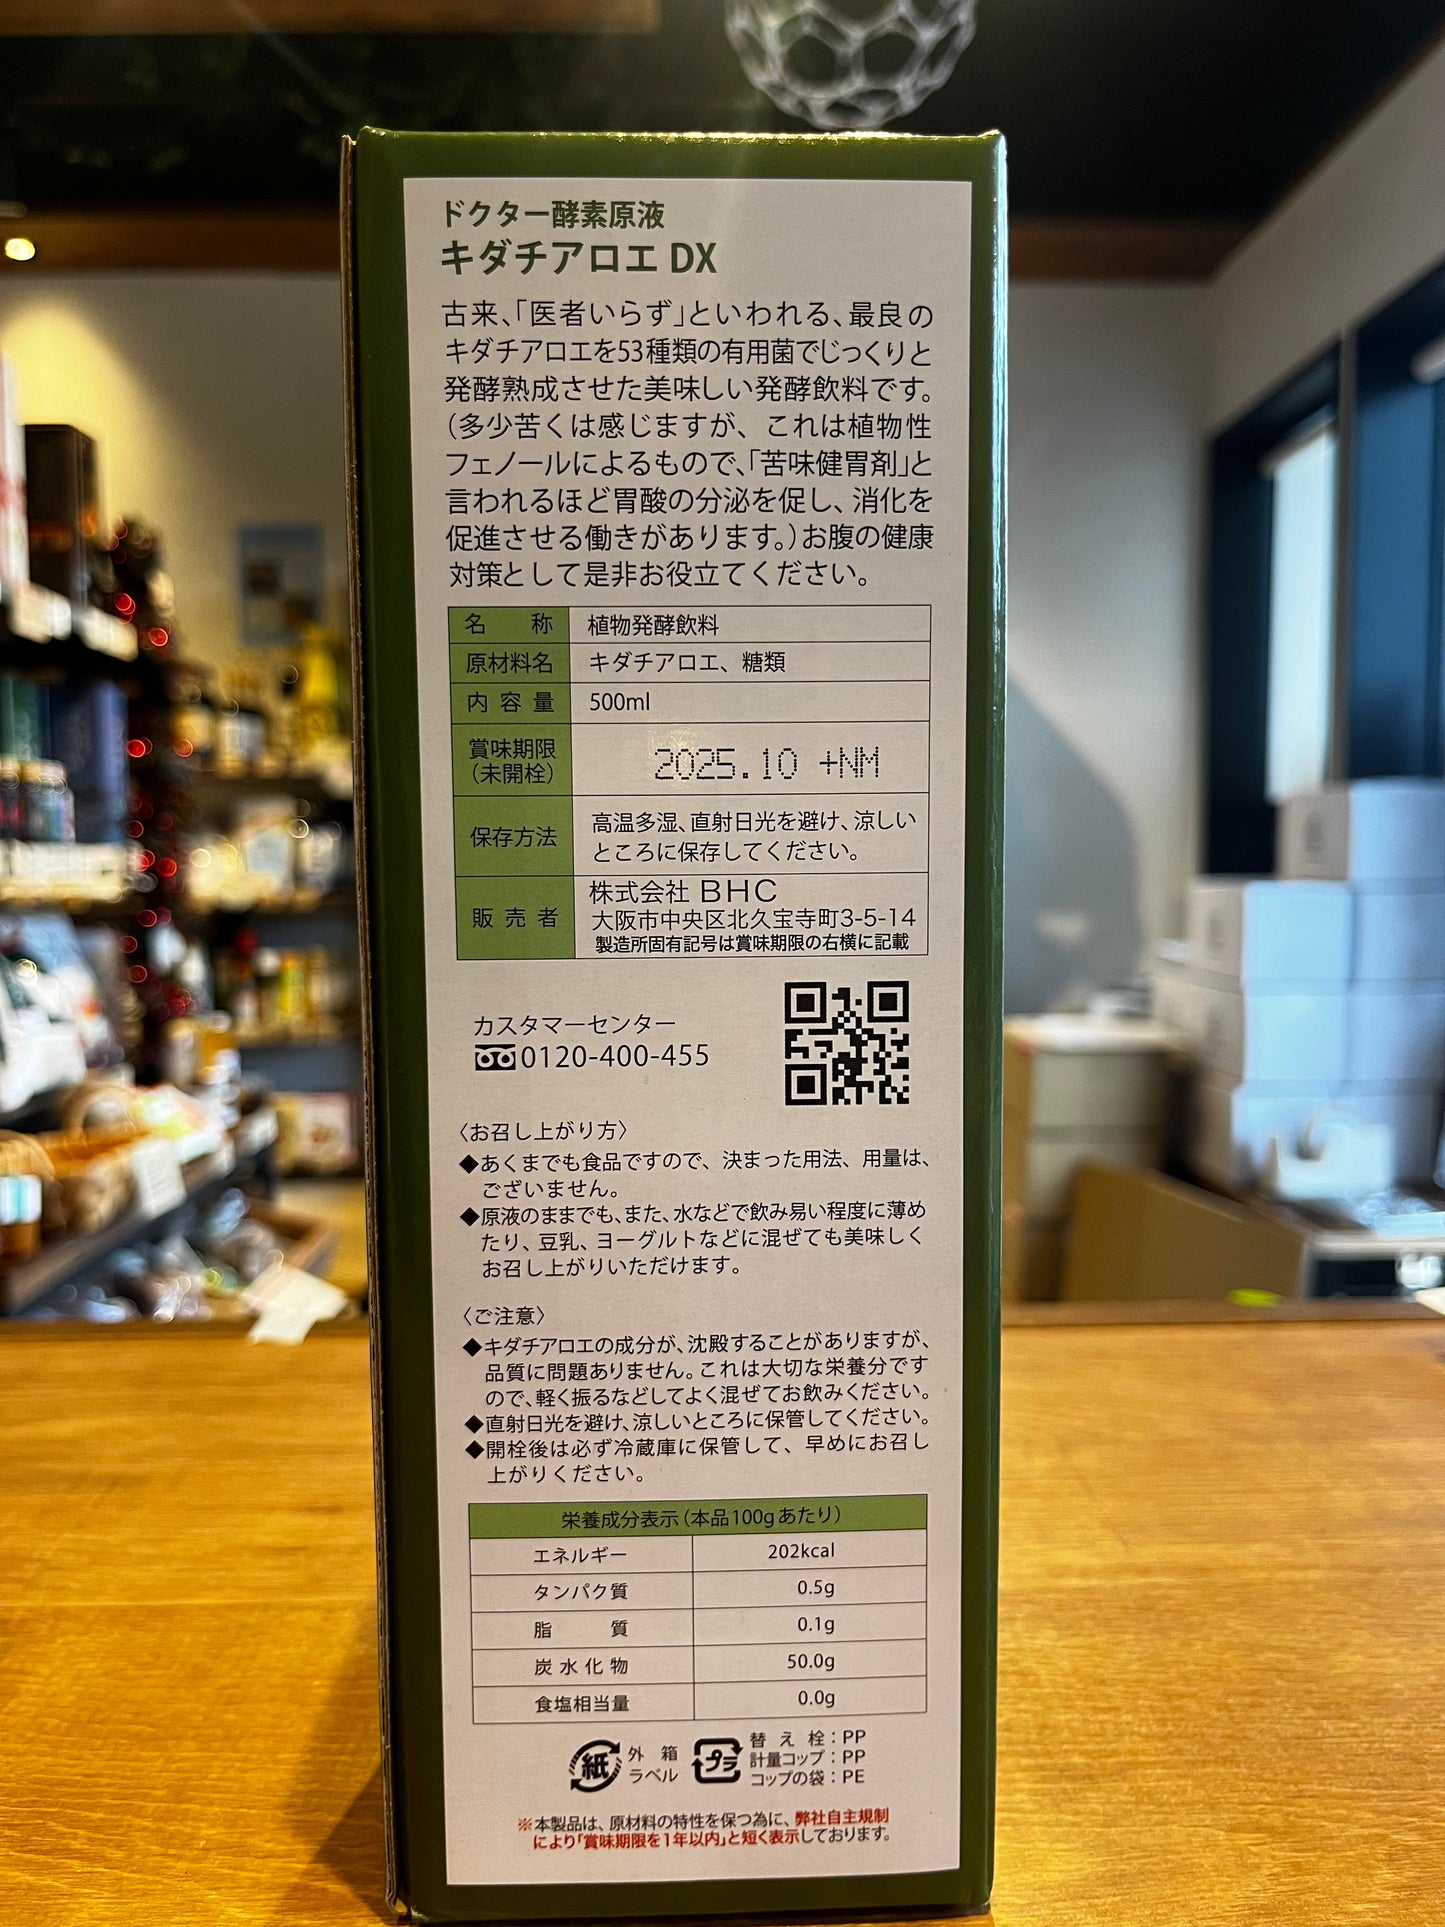 ドクター酵素原液
キダチアロエ DX
古来、「医者いらず」といわれる、最良の
キダチアロエを53種類の有用菌でじっくりと
発酵熟成させた美味しい発酵飲料です。
（多少苦くは感じますが、これは植物性
フェノールによるもので、「苦味健胃剤」と
言われるほど胃酸の分泌を促し、消化を
促進させる働きがあります。）お腹の健康
対策として是非お役立てください。
名称 植物発酵飲料
原材料名 キダチアロエ、糖類
内容量 500ml
賞味期限
（未開栓） 2025.10 +NM
保存方法 高温多湿、直射日光を避け、涼しい
ところに保存してください。
販売者 株式会社 BHC
大阪市中央区北久宝寺町3-5-14
製造所固有記号は賞味期限の右横に記載
カスタマーセンター
0120-400-455
〈お召し上がり方〉
◆あくまでも食品ですので、決まった用法、用量は、
ございません。
◆原液のままでも、また、水などで飲み易い程度に薄め
たり、豆乳、ヨーグルトなどに混ぜても美味しく
お召し上がりいただけます。
〈ご注意〉
◆キダチアロエの成分が、沈殿することがありますが、
品質に問題ありません。これは大切な栄養分です
ので、軽く振るなどしてよく混ぜてお飲みください。
◆直射日光を避け、涼しいところに保管してください。
◆開栓後は必ず冷蔵庫に保管して、早めにお召し
上がりください。
栄養成分表示（本品100gあたり）
エネルギー 202kcal
タンパク質 0.5g
脂質 0.1g
炭水化物 50.0g
食塩相当量 0.0g
紙 外箱
ラベル
プラ 替え栓：PP
計量コップ：PP
コップの袋：PE
※本製品は、原材料の特性を保つ為に、弊社自主規制
により「賞味期限を1年以内」と短く表示しております。